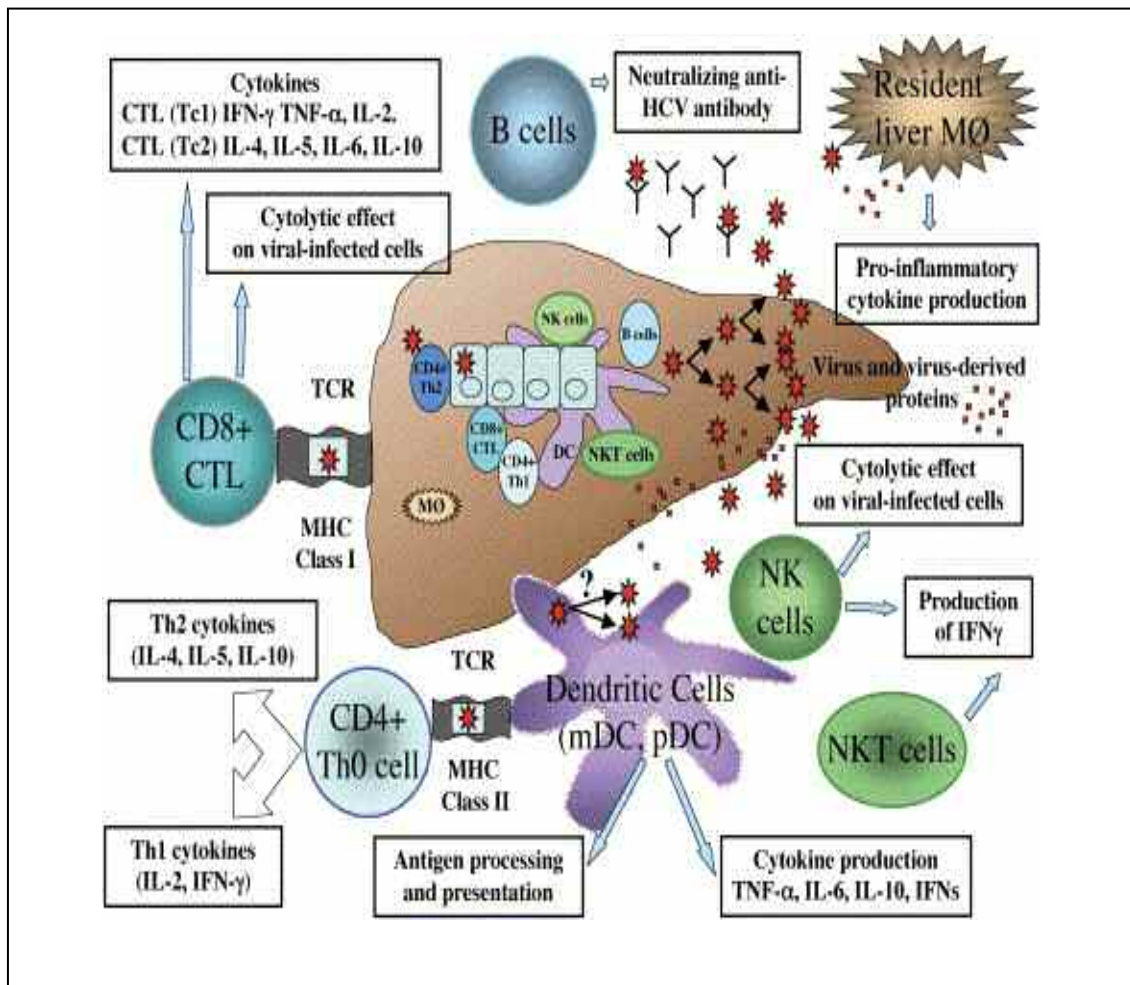 Cytokines
CTL (Tc1) IFN-γ TNF-α, IL-2,
CTL (Tc2) IL-4, IL-5, IL-6, IL-10
Cytolytic effect
on viral-infected cells
B cells
Neutralizing anti-
HCV antibody
Resident
liver MØ
Pro-inflammatory
cytokine production
NK cells
B cells
CD4+
Th2
CD8+
CTL
CD4+
Th1
DC
NKT cells
MØ
Virus and virus-derived
proteins
TCR
CD8+
CTL
MHC
Class I
Cytolytic effect
on viral-infected cells
NK
cells
Production
of IFNγ
NKT cells
?
Th2 cytokines
(IL-4, IL-5, IL-10)
TCR
CD4+
Th0 cell
MHC
Class II
Dendritic Cells
(mDC, pDC)
Th1 cytokines
(IL-2, IFN-γ)
Antigen processing
and presentation
Cytokine production
TNF-α, IL-6, IL-10, IFNs